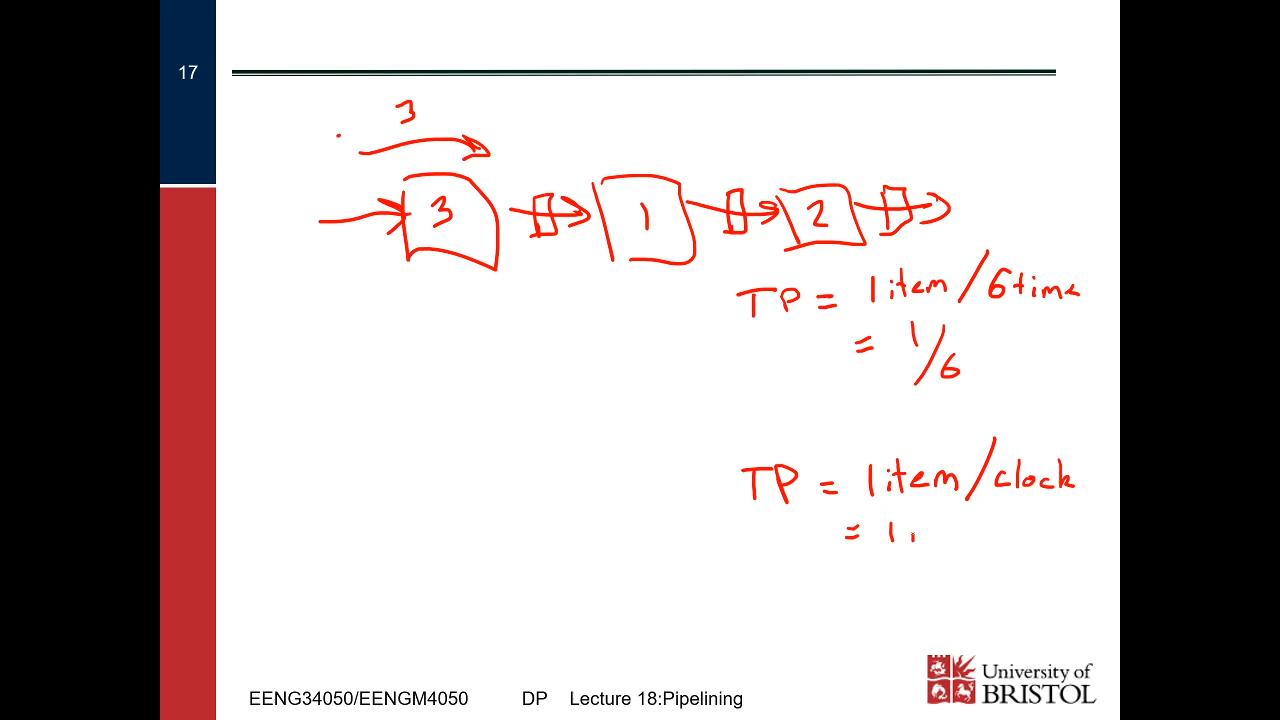 17
3
3 1 2
TP = 1 item / 6 time
= 1/6
TP = 1 item / clock
= 1
EENG34050/EENGM4050 DP Lecture 18:Pipelining
University of
BRISTOL